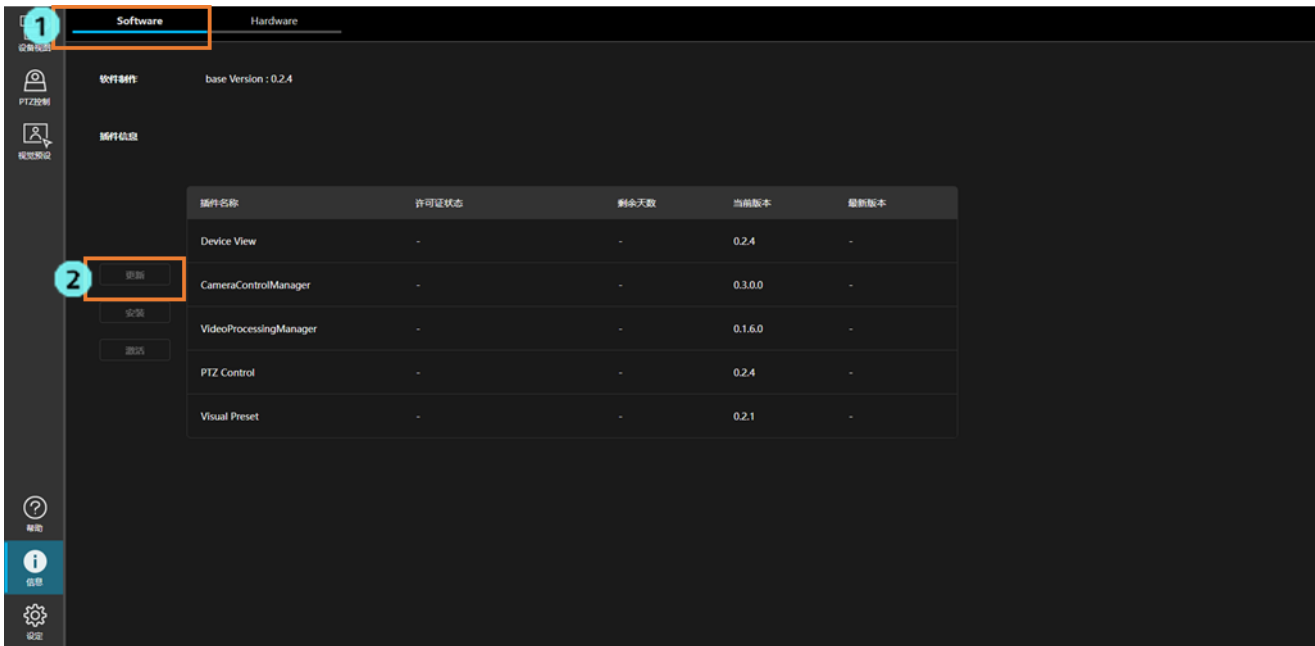 1
Software
Hardware
设备视图
PTZ控制
视觉预设
软件制作:
base Version : 0.2.4
插件信息
插件名称 许可证状态 剩余天数 当前版本 最新版本
Device View - - 0.2.4 -
2
更新
CameraControlManager - - 0.3.0.0 -
安装
VideoProcessingManager - - 0.1.6.0 -
激活
PTZ Control - - 0.2.4 -
Visual Preset - - 0.2.1 -
帮助
信息
设定